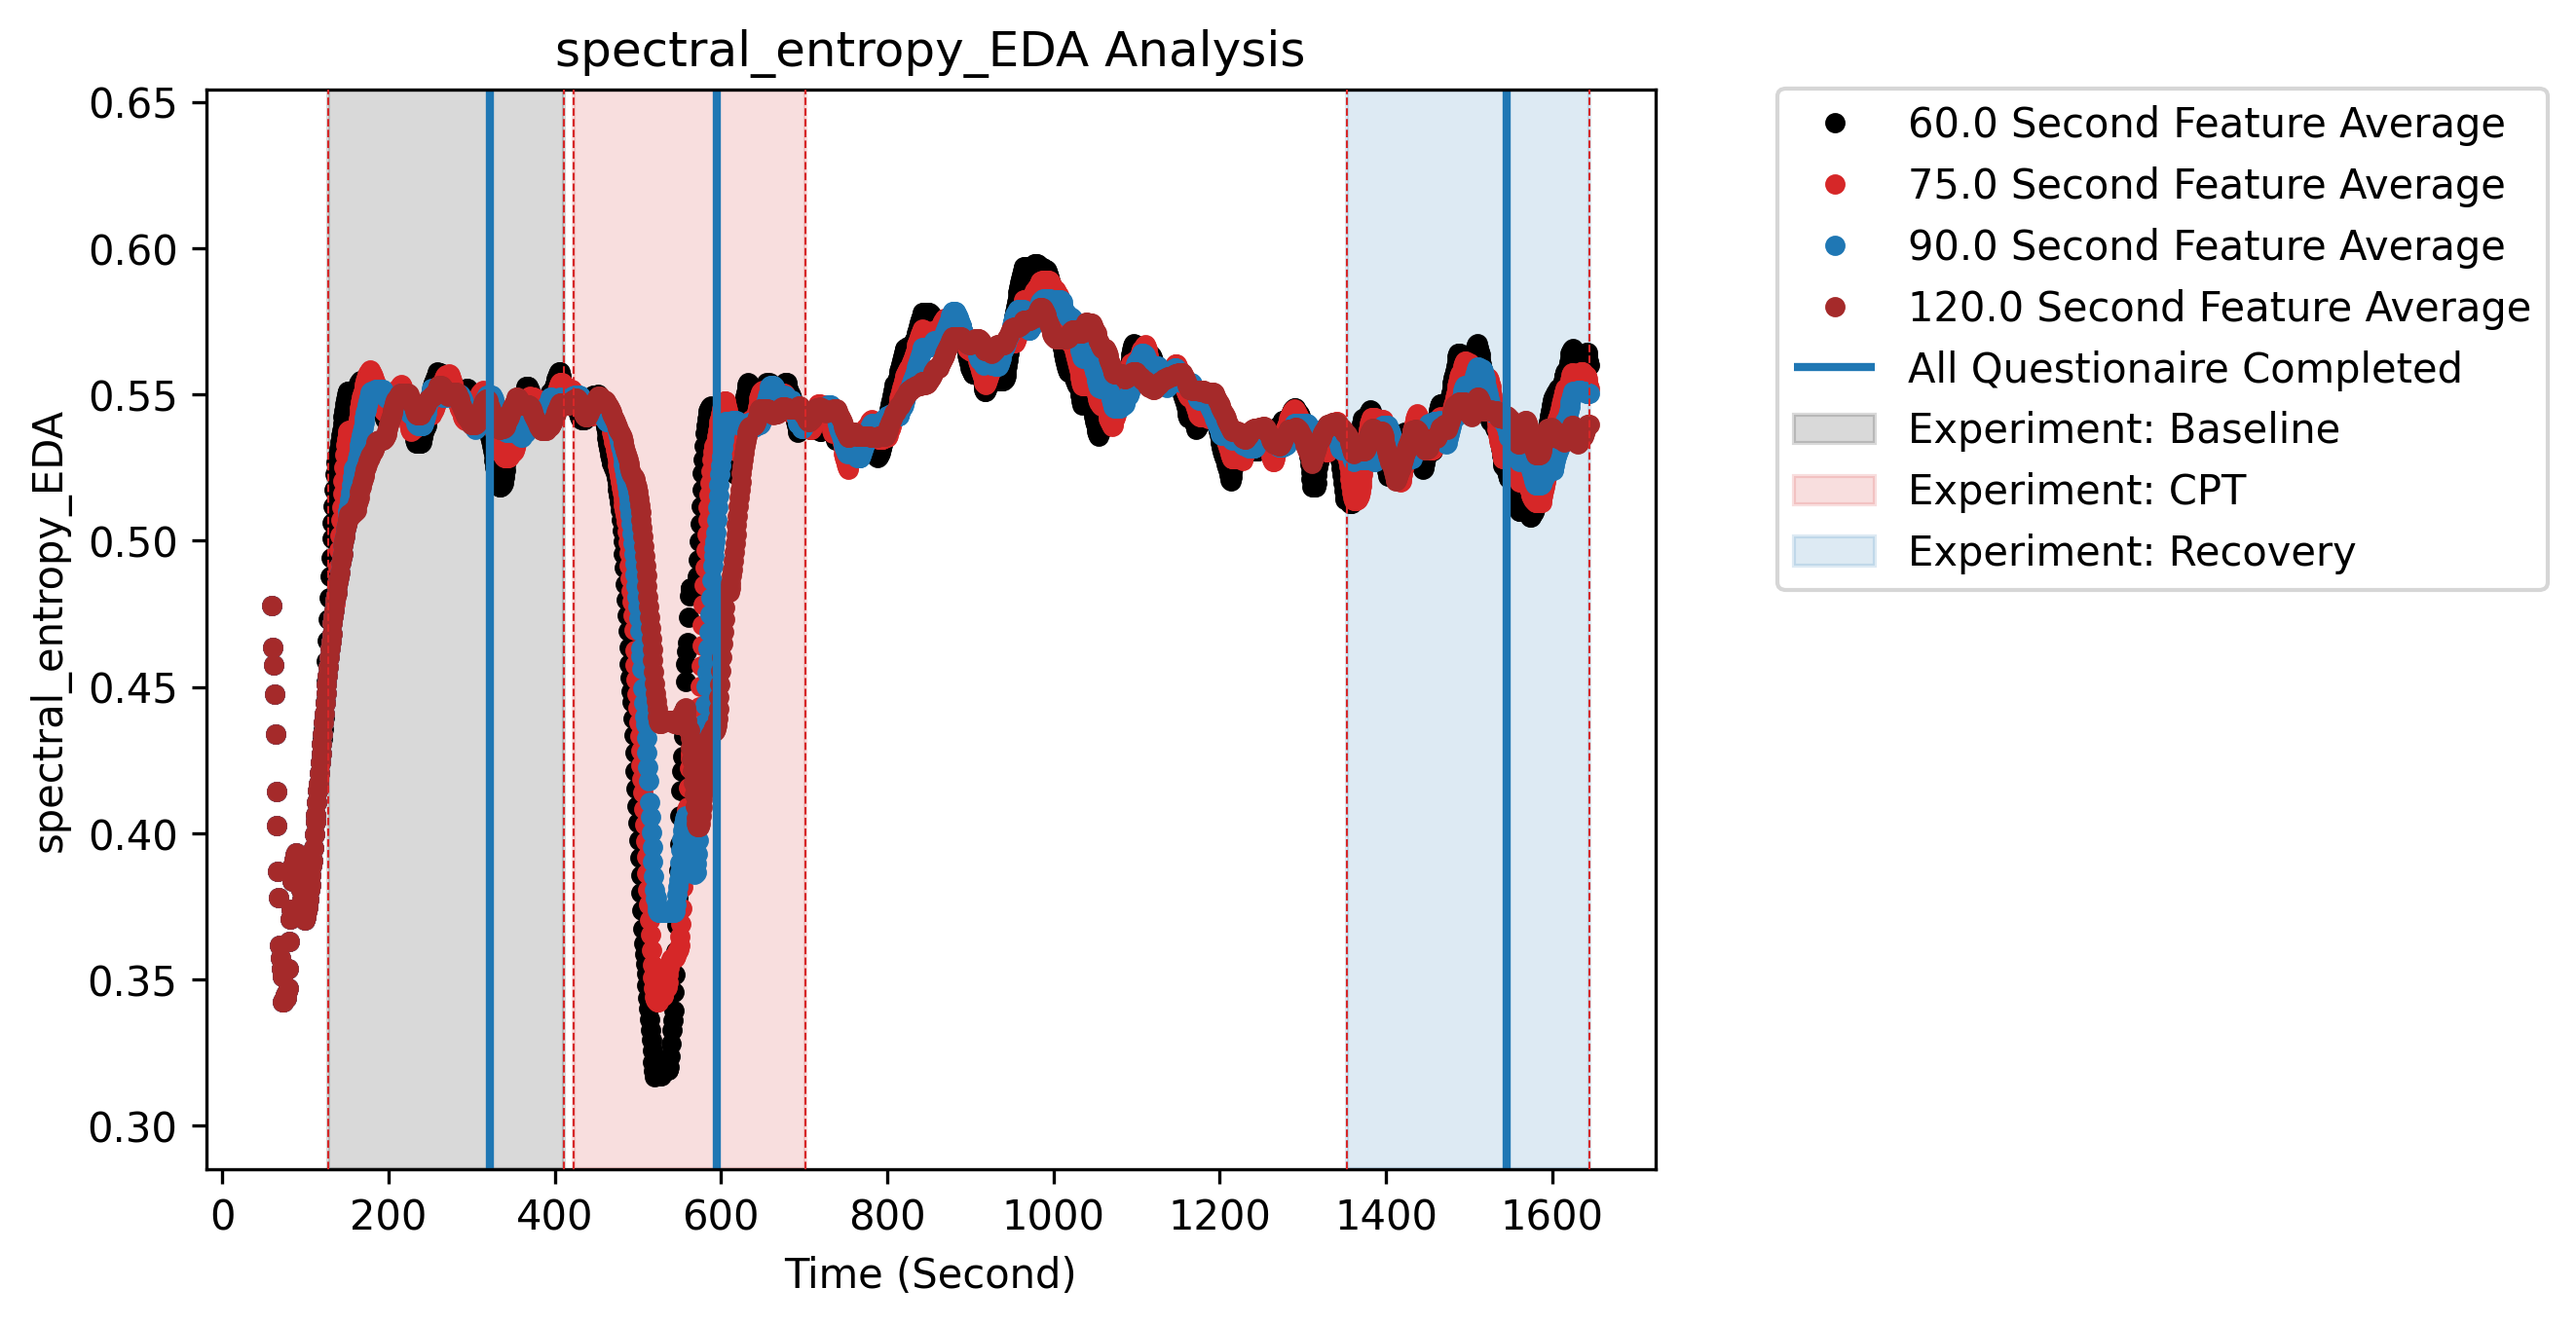 spectral_entropy_EDA Analysis
0.65
0.60
0.55
0.50
0.45
0.40
0.35
0.30
spectral_entropy_EDA
0 200 400 600 800 1000 1200 1400 1600
Time (Second)
60.0 Second Feature Average
75.0 Second Feature Average
90.0 Second Feature Average
120.0 Second Feature Average
All Questionaire Completed
Experiment: Baseline
Experiment: CPT
Experiment: Recovery